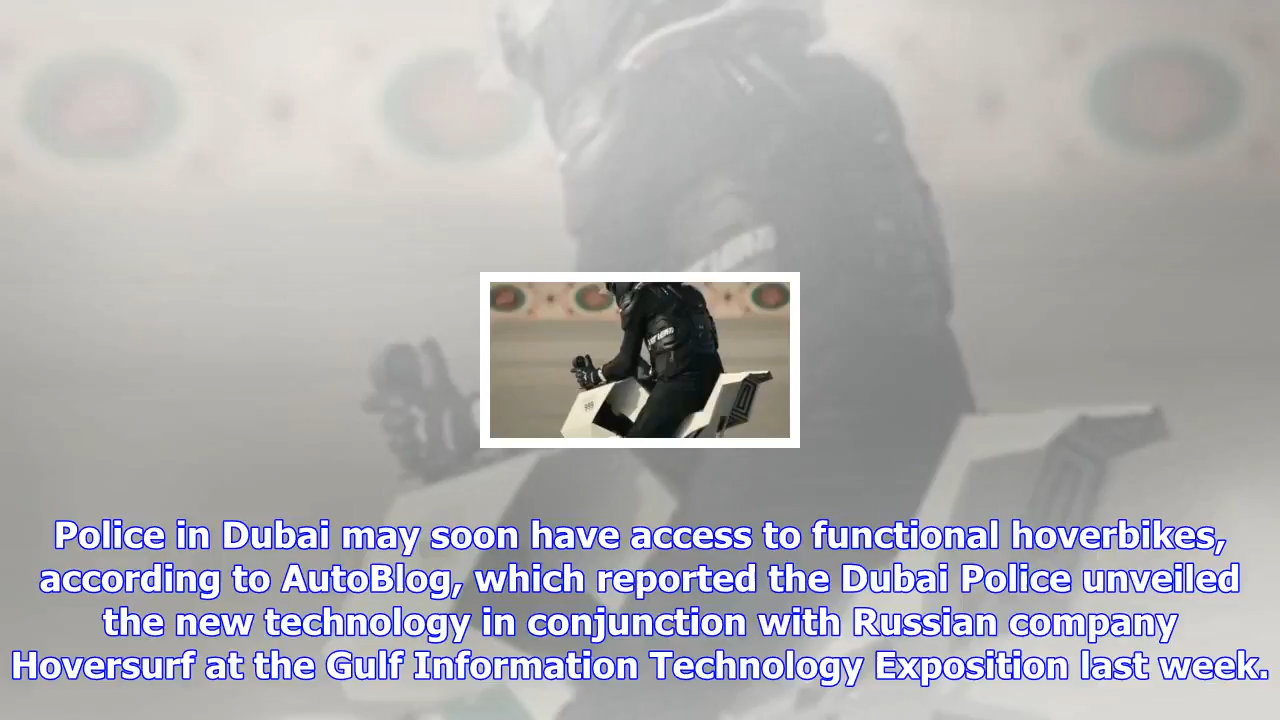 Police in Dubai may soon have access to functional hoverbikes,
according to AutoBlog, which reported the Dubai Police unveiled
the new technology in conjunction with Russian company
Hoversurf at the Gulf Information Technology Exposition last week.